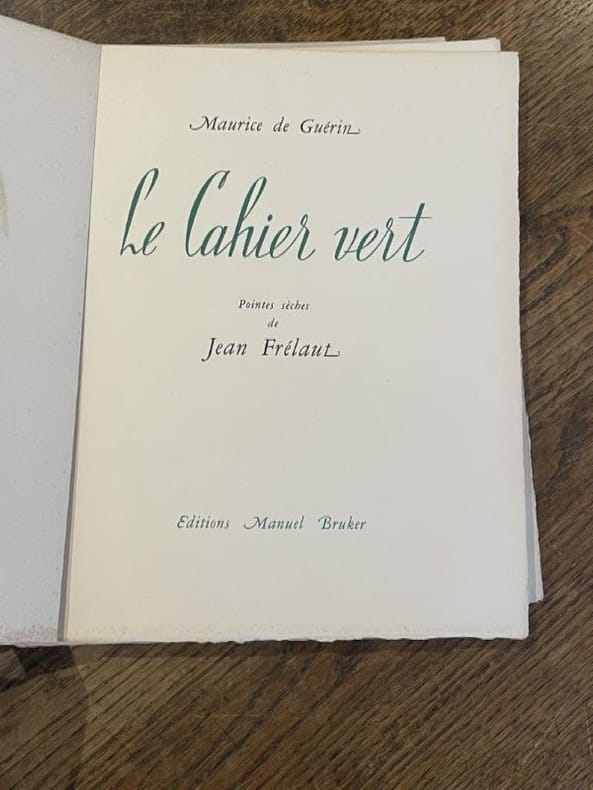 Maurice de Guérin
Le Cahier vert
Pointes sèches
de
Jean Frélaut
Editions Manuel Bruker